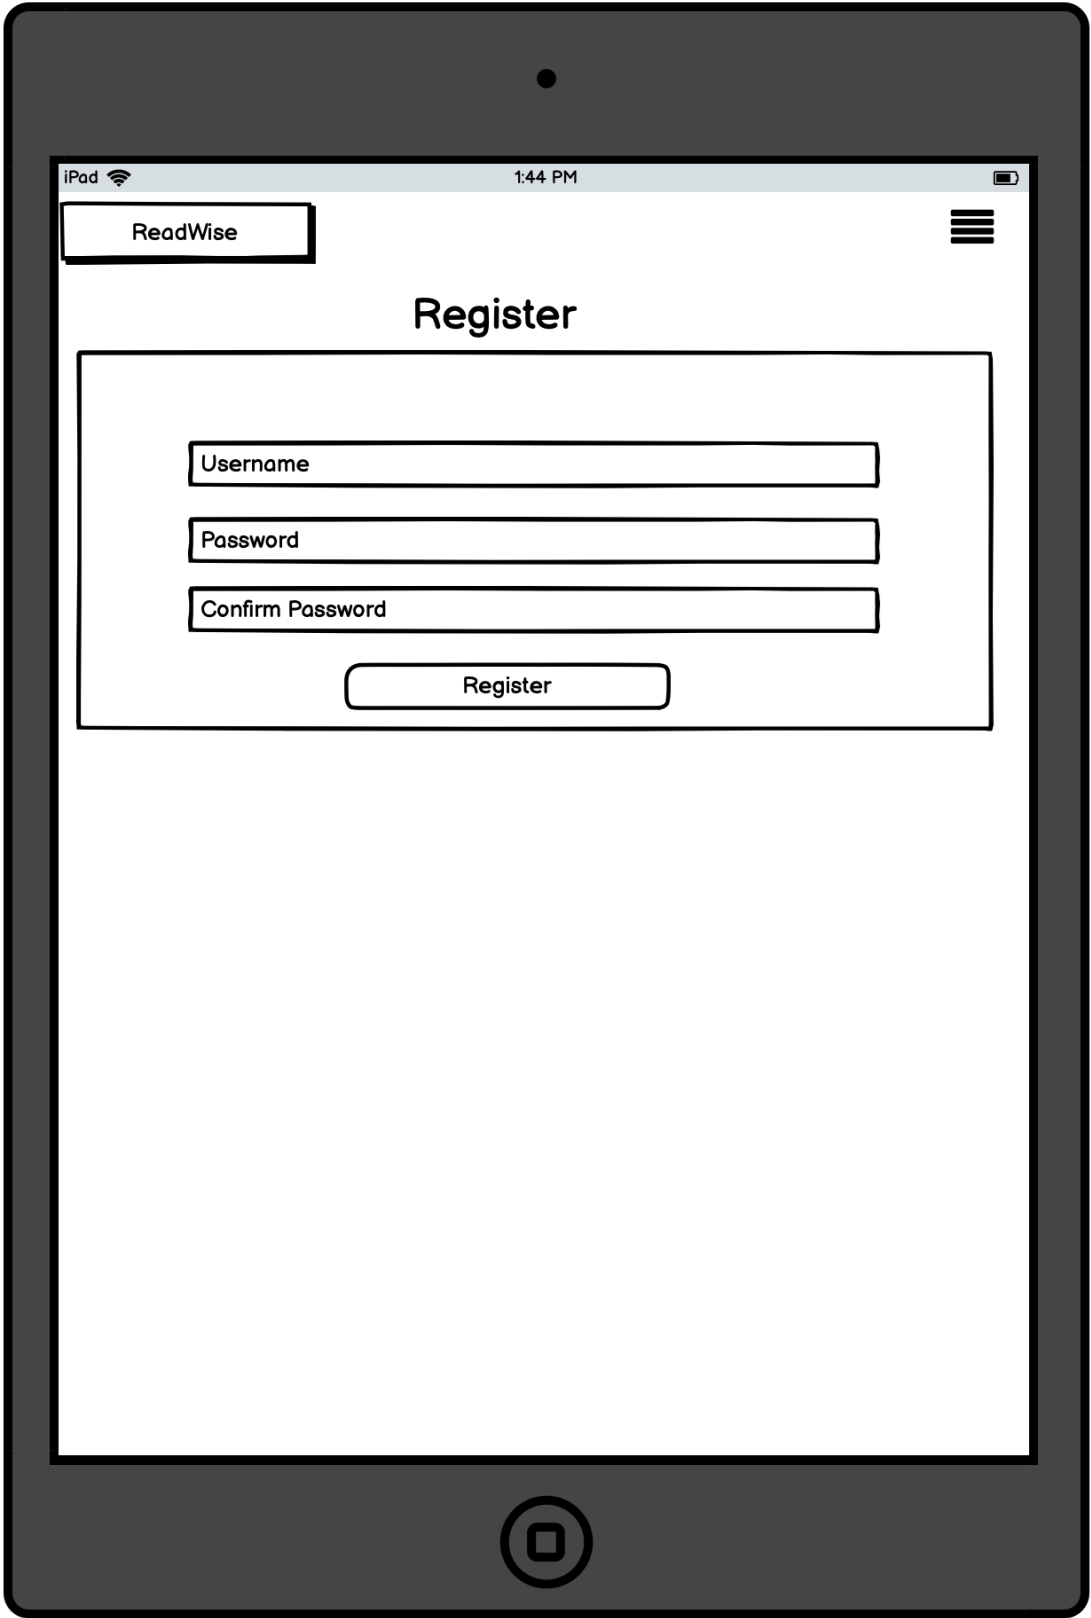 iPad 1:44 PM
ReadWise
Register
Username
Password
Confirm Password
Register